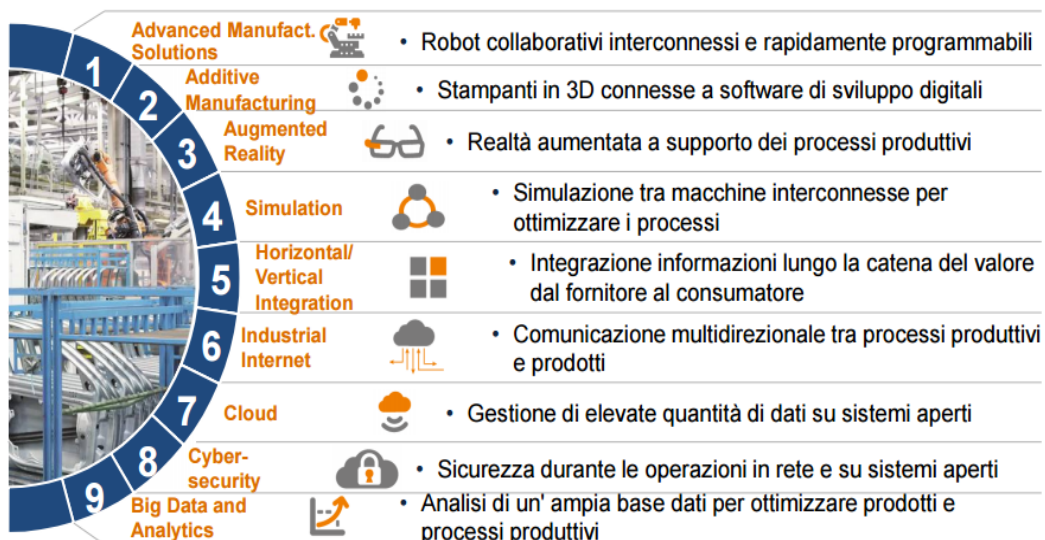 1
Advanced Manufact.
Solutions
• Robot collaborativi interconnessi e rapidamente programmabili
2
Additive
Manufacturing
• Stampanti in 3D connesse a software di sviluppo digitali
3
Augmented
Reality
• Realtà aumentata a supporto dei processi produttivi
4
Simulation
• Simulazione tra macchine interconnesse per
ottimizzare i processi
5
Horizontal/
Vertical
Integration
• Integrazione informazioni lungo la catena del valore
dal fornitore al consumatore
6
Industrial
Internet
• Comunicazione multidirezionale tra processi produttivi
e prodotti
7
Cloud
• Gestione di elevate quantità di dati su sistemi aperti
8
Cyber-
security
• Sicurezza durante le operazioni in rete e su sistemi aperti
9
Big Data and
Analytics
• Analisi di un' ampia base dati per ottimizzare prodotti e
processi produttivi